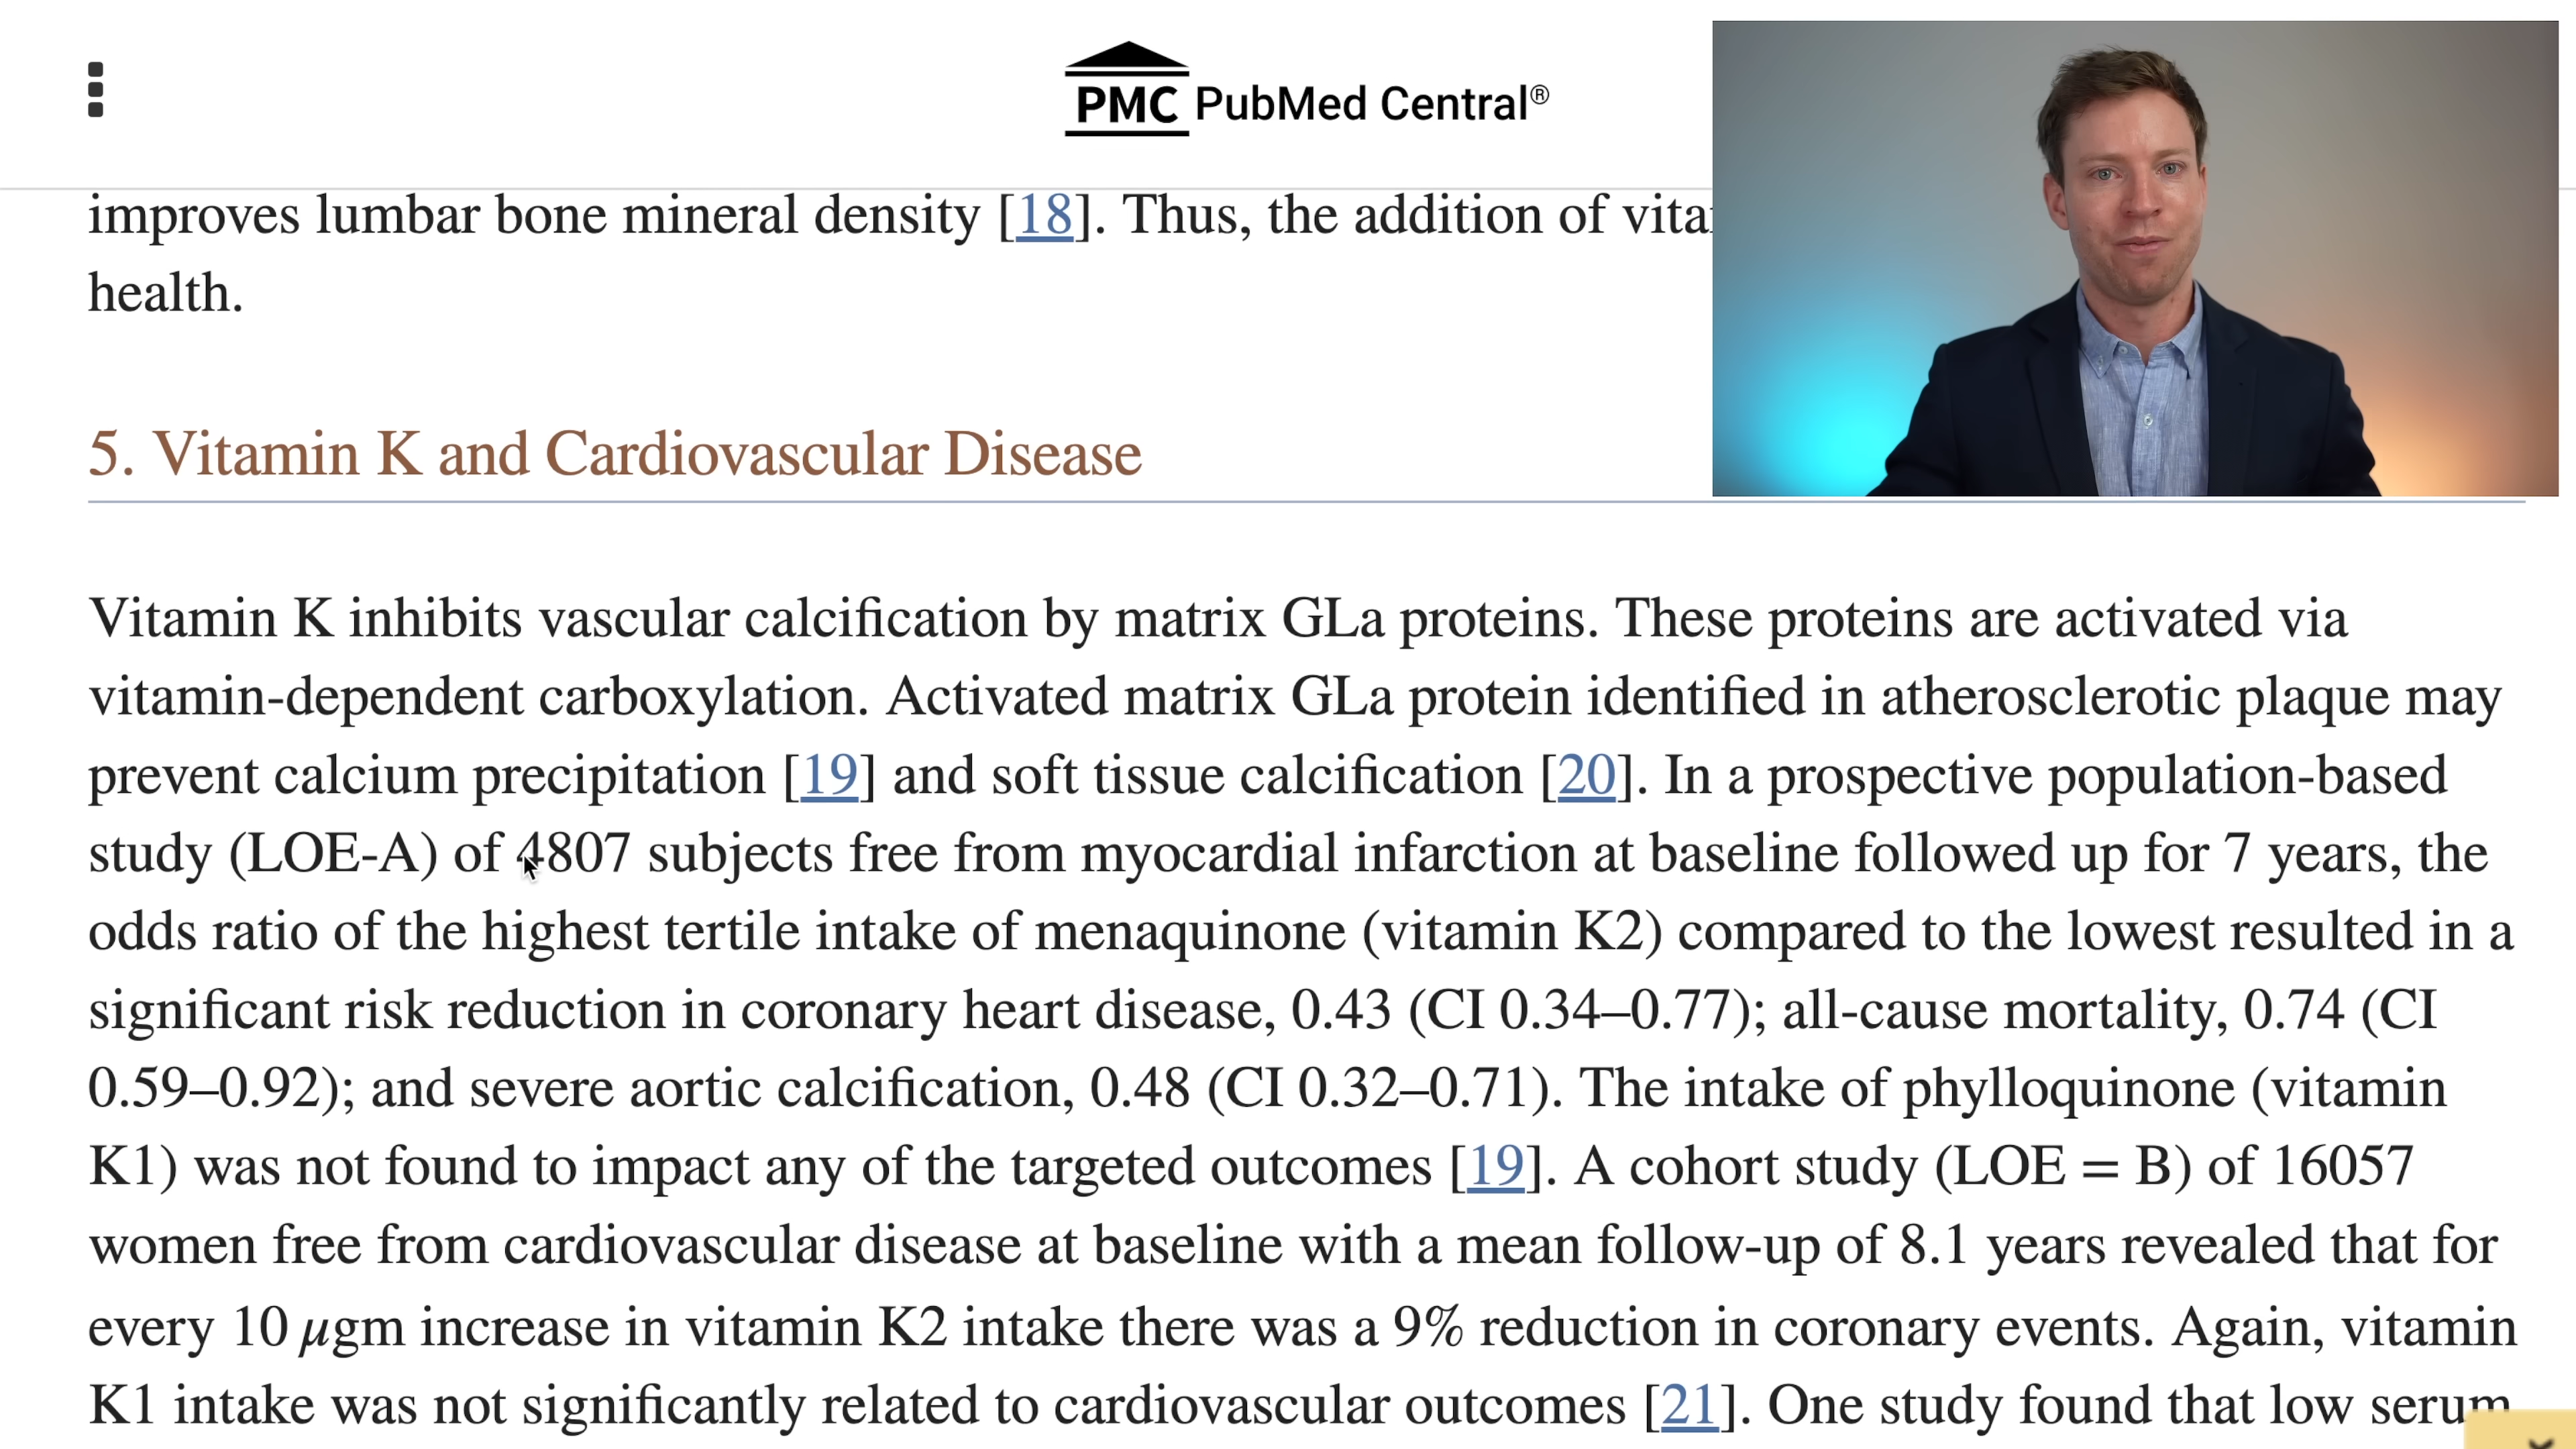 PMC PubMed Central®
improves lumbar bone mineral density [18]. Thus, the addition of
health.
5. Vitamin K and Cardiovascular Disease
Vitamin K inhibits vascular calcification by matrix GLa proteins. These proteins are activated via
vitamin-dependent carboxylation. Activated matrix GLa protein identified in atherosclerotic plaque may
prevent calcium precipitation [19] and soft tissue calcification [20]. In a prospective population-based
study (LOE-A) of 4807 subjects free from myocardial infarction at baseline followed up for 7 years, the
odds ratio of the highest tertile intake of menaquinone (vitamin K2) compared to the lowest resulted in a
significant risk reduction in coronary heart disease, 0.43 (CI 0.34–0.77); all-cause mortality, 0.74 (CI
0.59–0.92); and severe aortic calcification, 0.48 (CI 0.32–0.71). The intake of phylloquinone (vitamin
K1) was not found to impact any of the targeted outcomes [19]. A cohort study (LOE = B) of 16057
women free from cardiovascular disease at baseline with a mean follow-up of 8.1 years revealed that for
every 10 μgm increase in vitamin K2 intake there was a 9% reduction in coronary events. Again, vitamin
K1 intake was not significantly related to cardiovascular outcomes [21]. One study found that low serum